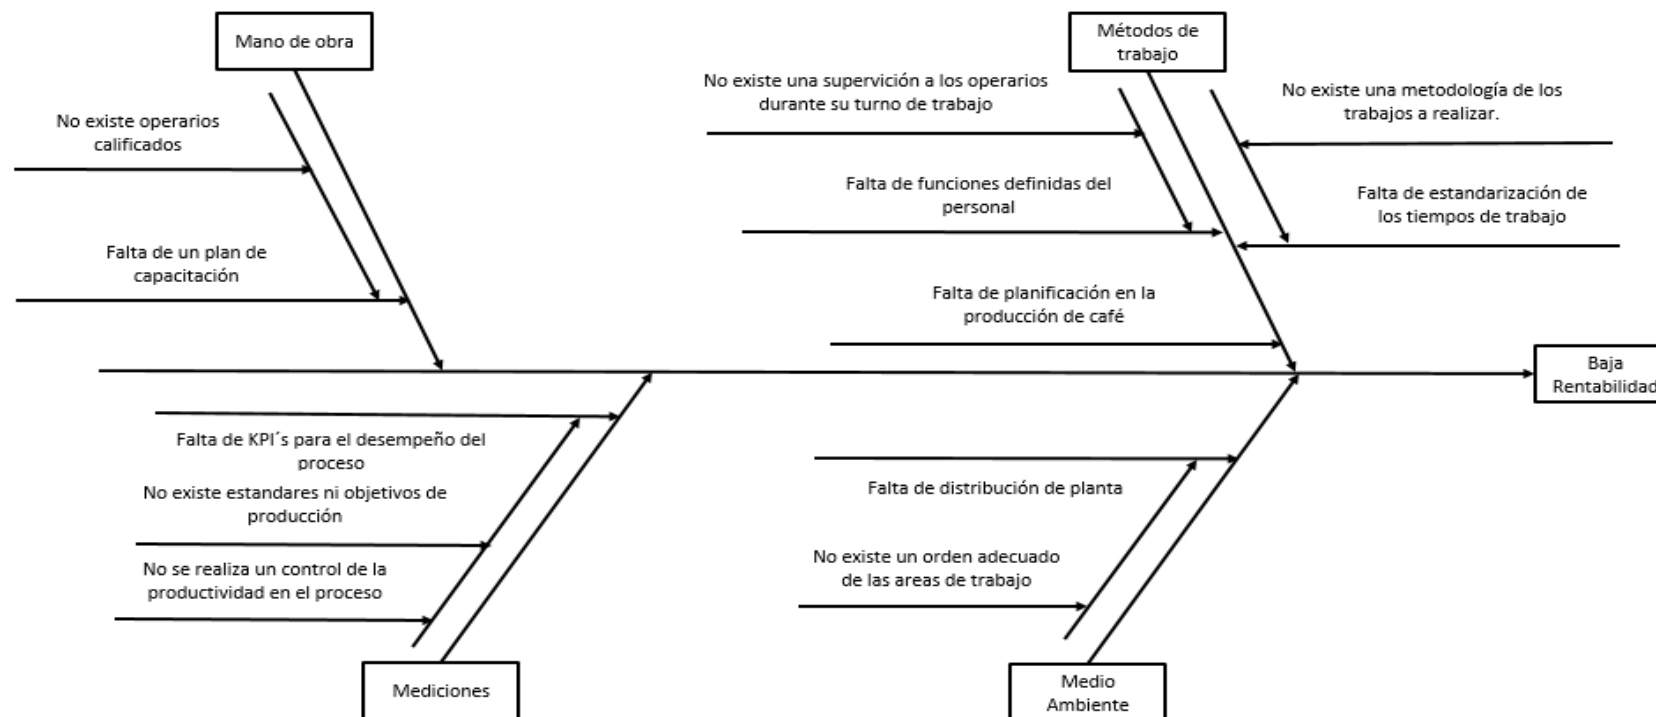 Mano de obra
Métodos de
trabajo
No existe una supervición a los operarios
durante su turno de trabajo
No existe una metodología de los
trabajos a realizar.
No existe operarios
calificados
Falta de funciones definidas del
personal
Falta de estandarización de
los tiempos de trabajo
Falta de un plan de
capacitación
Falta de planificación en la
producción de café
Baja
Rentabilidad
Falta de KPI´s para el desempeño del
proceso
No existe estandares ni objetivos de
producción
Falta de distribución de planta
No se realiza un control de la
productividad en el proceso
No existe un orden adecuado
de las areas de trabajo
Mediciones
Medio
Ambiente